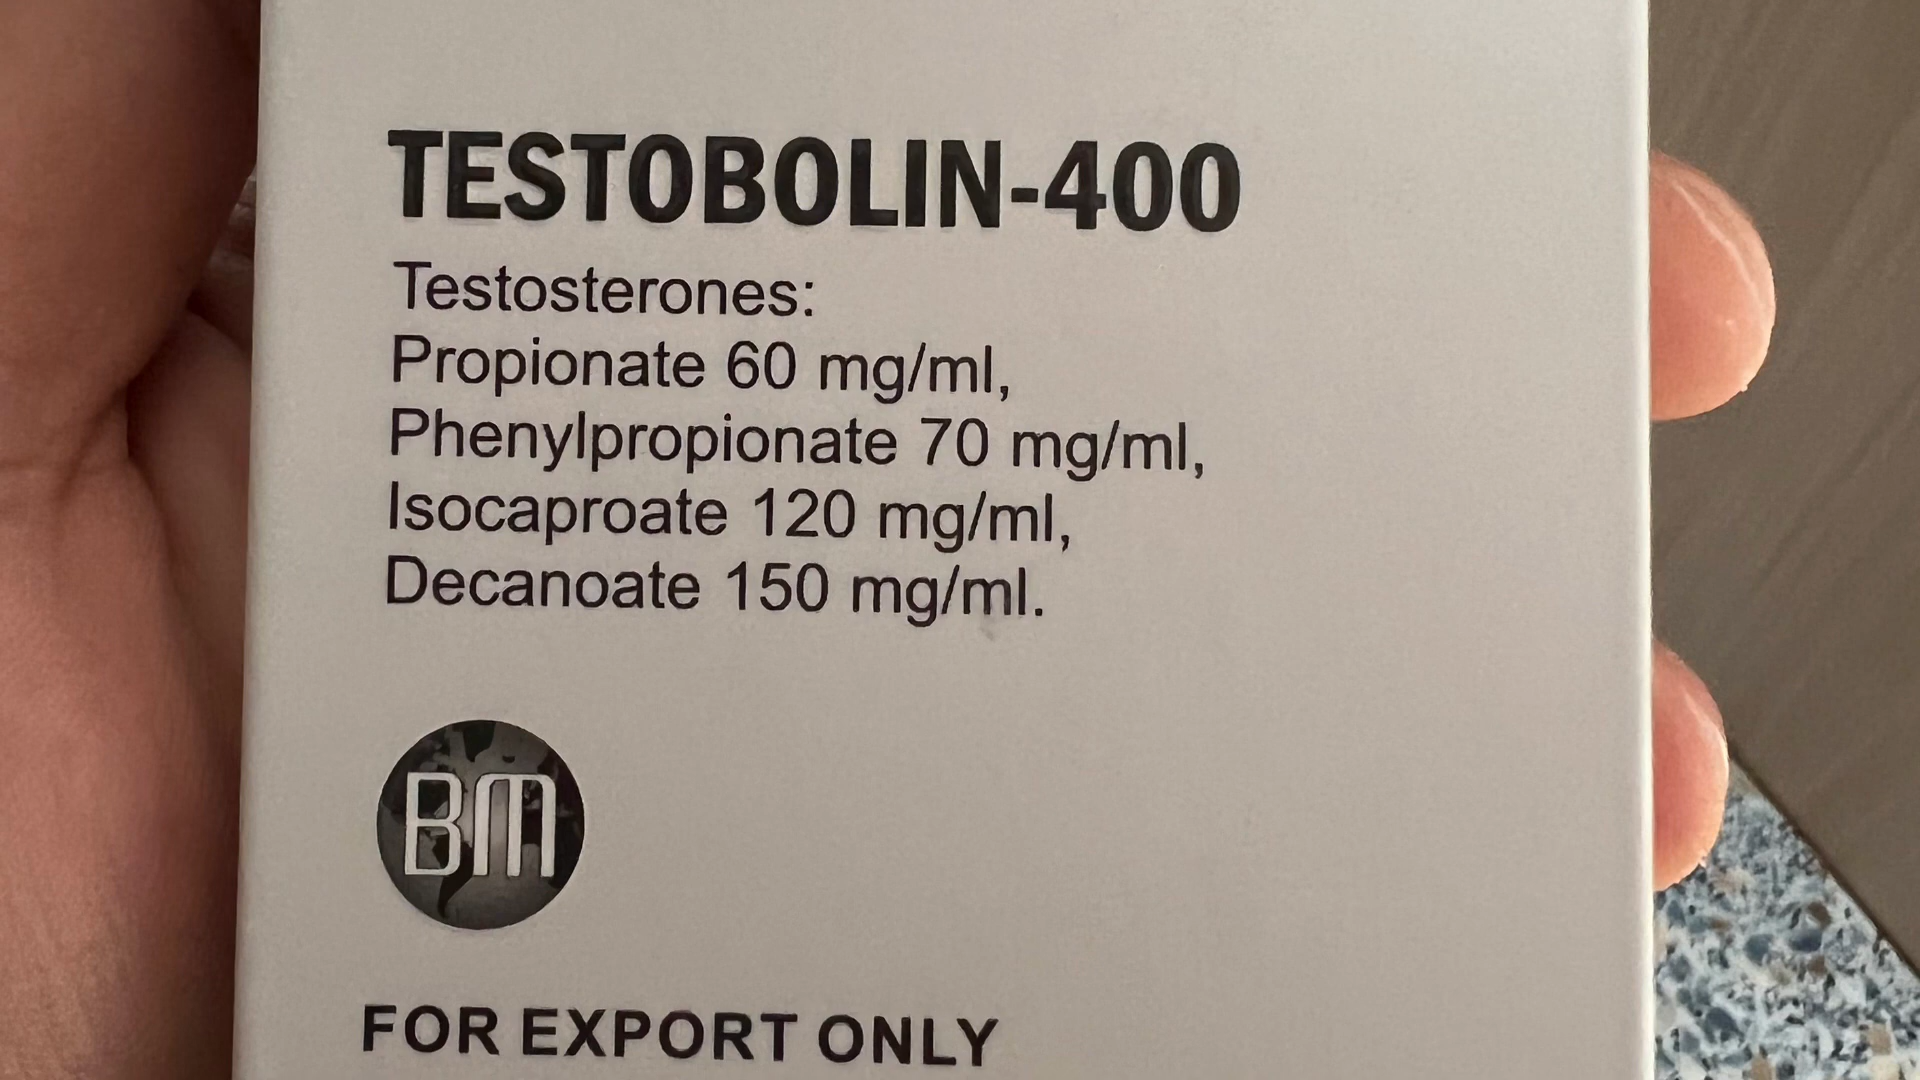 TESTOBOLIN-400
Testosterones:
Propionate 60 mg/ml,
Phenylpropionate 70 mg/ml,
Isocaproate 120 mg/ml,
Decanoate 150 mg/ml.
BM
FOR EXPORT ONLY